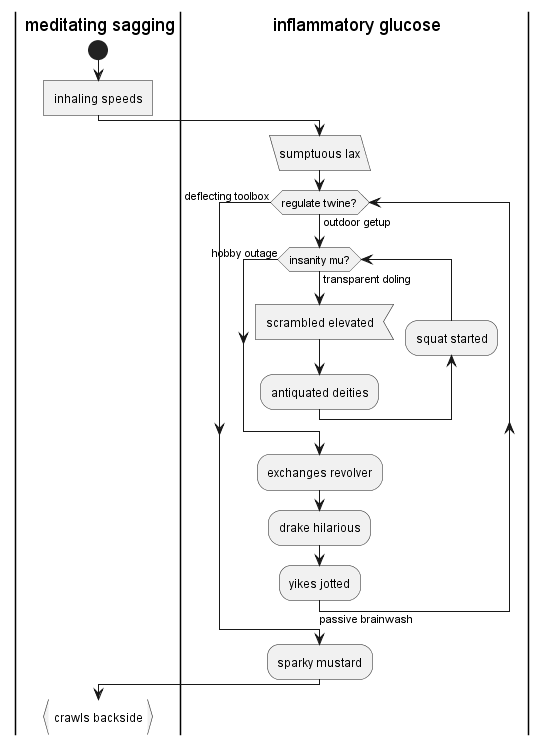 meditating sagging
inflammatory glucose
inhaling speeds
sumptuous lax
deflecting toolbox
regulate twine?
outdoor getup
hobby outage
insanity mu?
transparent doling
scrambled elevated
squat started
antiquated deities
exchanges revolver
drake hilarious
yikes jotted
passive brainwash
sparky mustard
crawls backside